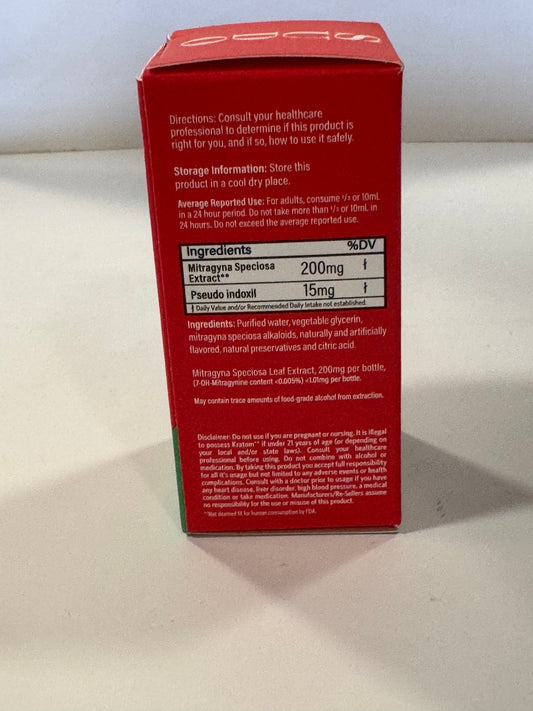 Directions: Consult your healthcare
professional to determine if this product is
right for you, and if so, how to use it safely.
Storage Information: Store this
product in a cool dry place.
Average Reported Use: For adults, consume 1/3 or 10mL
in a 24 hour period. Do not take more than 1/3 or 10mL in
24 hours. Do not exceed the average reported use.
Ingredients %DV
Mitragyna Speciosa
Extract** 200mg ƚ
Pseudo indoxil 15mg ƚ
ƚ Daily Value and/or Recommended Daily Intake not established.
Ingredients: Purified water, vegetable glycerin,
mitragyna speciosa alkaloids, naturally and artificially
flavored, natural preservatives and citric acid.
Mitragyna Speciosa Leaf Extract, 200mg per bottle,
(7-OH-Mitragynine content <0.005%) <1.01mg per bottle.
May contain trace amounts of food-grade alcohol from extraction.
Disclaimer: Do not use if you are pregnant or nursing. It is illegal
to possess Kratom** if under 21 years of age (or depending on
your local and/or state laws). Consult your healthcare
professional before using. Do not combine with alcohol or
medication. By taking this product you accept full responsibility
for all it's usage but not limited to any adverse events or health
complications. Consult with a doctor prior to usage if you have
any heart disease, liver disorder, high blood pressure, a medical
condition or take medication. Manufacturers/Re-Sellers assume
no responsibility for the use or misuse of this product.
**Not deemed fit for human consumption by FDA.